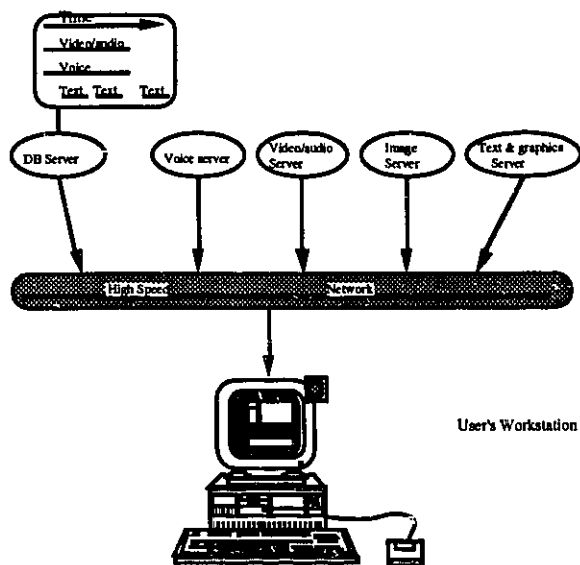 Time
Video/audio
Voice
Text Text Text
DB Server
Voice server
Video/audio
Server
Image
Server
Text & graphics
Server
High Speed Network
User's Workstation